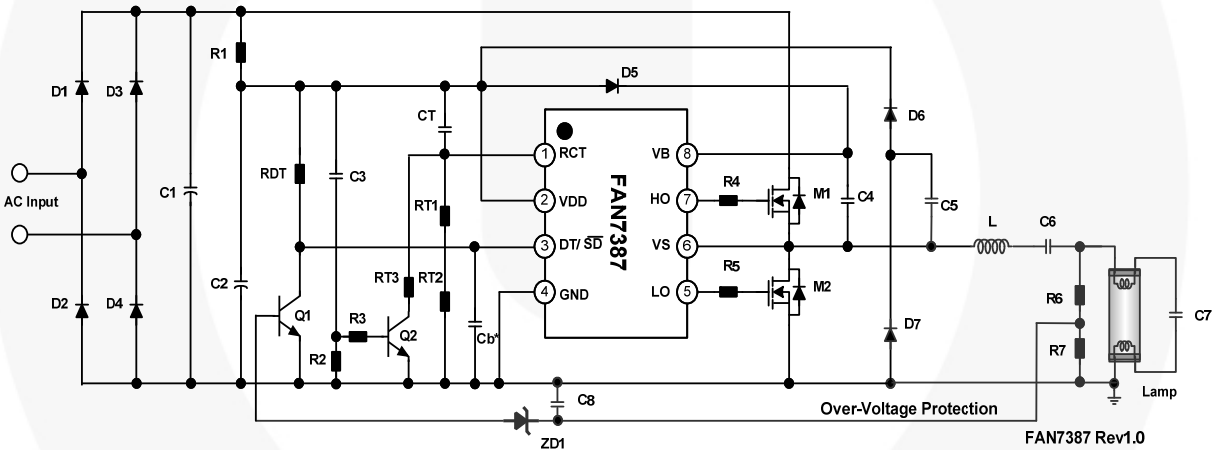 R1
D5
D1
D3
CT
D6
RDT
C3
C1
1
RCT
VB
8
R4
M1
C4
C5
AC Input
RT1
2
VDD
FAN7387
HO
7
L
C6
3
DT/ SD
VS
6
RT3
RT2
C2
R5
M2
R6
C7
D2
D4
Q1
R3
Q2
4
GND
LO
5
Cb*
D7
R7
R2
C8
Lamp
Over-Voltage Protection
ZD1
FAN7387 Rev1.0